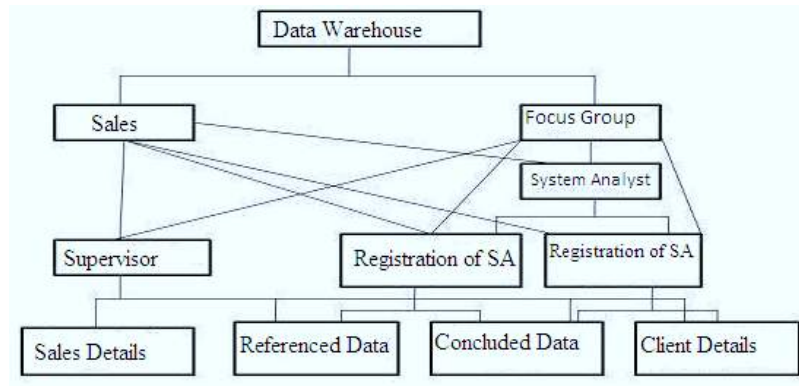 Data Warehouse
Sales
Focus Group
System Analyst
Supervisor
Registration of SA
Registration of SA
Sales Details
Referenced Data
Concluded Data
Client Details